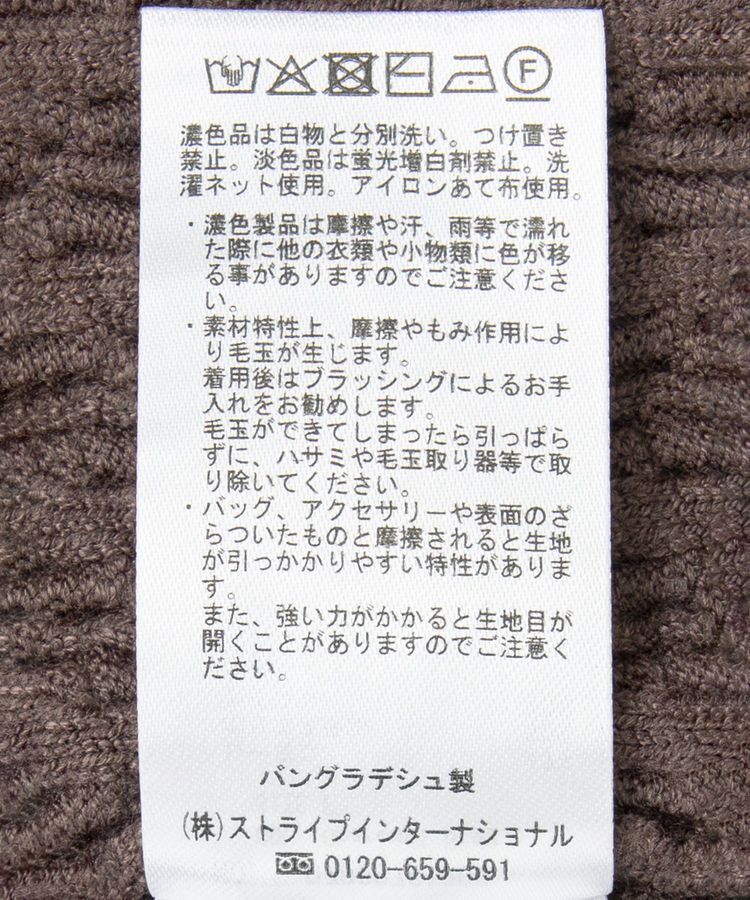 濃色品は白物と分別洗い。つけ置き
禁止。淡色品は蛍光増白剤禁止。洗
濯ネット使用。アイロンあて布使用。
・濃色製品は摩擦や汗、雨等で濡れ
た際に他の衣類や小物類に色が移
る事がありますのでご注意くださ
い。
・素材特性上、摩擦やもみ作用によ
り毛玉が生じます。
着用後はブラッシングによるお手
入れをお勧めします。
毛玉ができてしまったら引っぱら
ずに、ハサミや毛玉取り器等で取
り除いてください。
・バッグ、アクセサリーや表面のざ
らついたものと摩擦されると生地
が引っかかりやすい特性がありま
す。
また、強い力がかかると生地目が
開くことがありますのでご注意く
ださい。
バングラデシュ製
(株)ストライプインターナショナル
0120-659-591